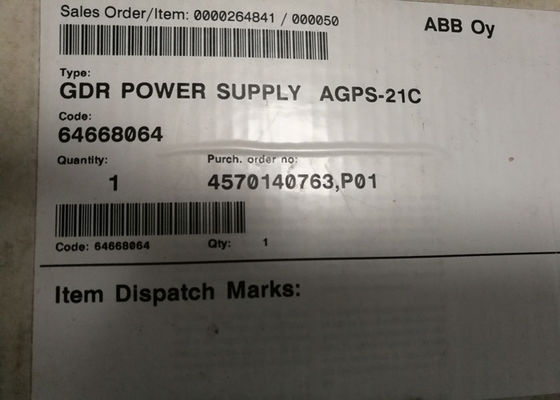 Sales Order/Item: 0000264841 / 000050
ABB Oy
Type:
GDR POWER SUPPLY AGPS-21C
Code:
64668064
Quantity: Purch. order no:
1 4570140763,P01
Code: 64668064 Qty: 1
Item Dispatch Marks: